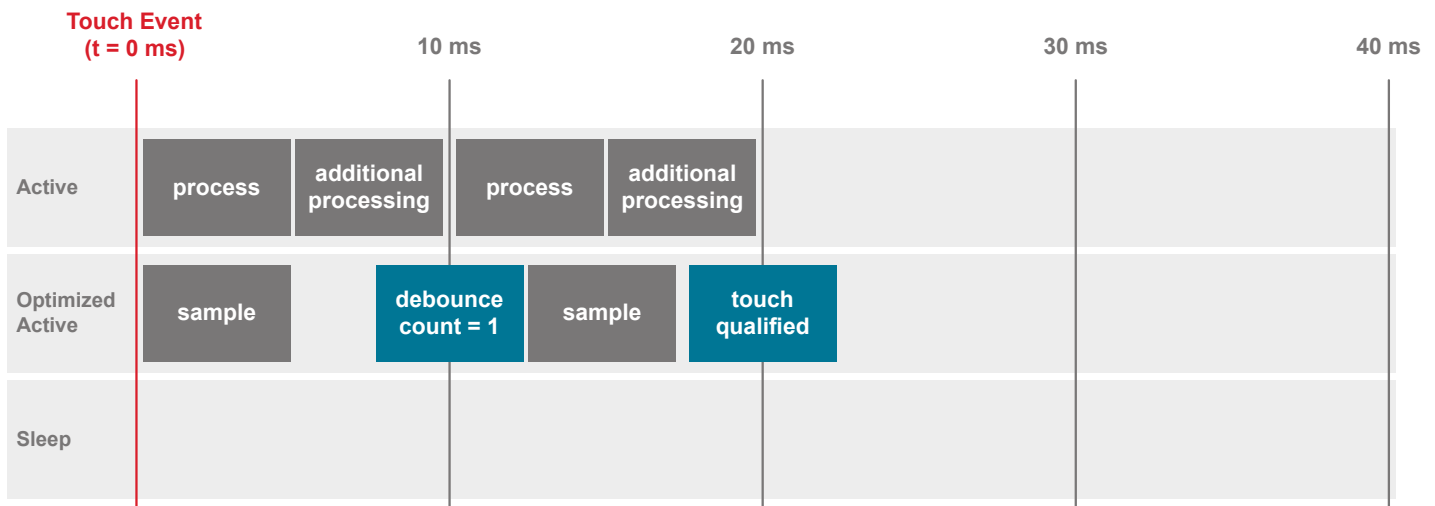 Touch Event
(t = 0 ms)
10 ms
20 ms
30 ms
40 ms
Active
process
additional
processing
process
additional
processing
Optimized
Active
sample
debounce
count = 1
sample
touch
qualified
Sleep